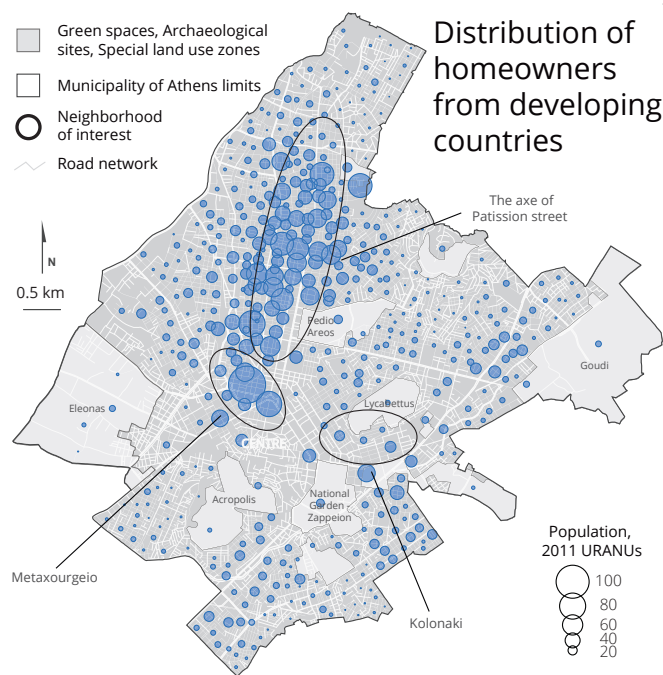 Green spaces, Archaeological
sites, Special land use zones
Municipality of Athens limits
Neighborhood
of interest
Road network
Distribution of
homeowners
from developing
countries
The axe of
Patission street
N
0.5 km
Pedio
Areos
Goudi
Eleonas
Lycabettus
CENTRE
Acropolis
National
Garden
Zappeion
Metaxourgeio
Kolonaki
Population,
2011 URANUs
100
80
60
40
20